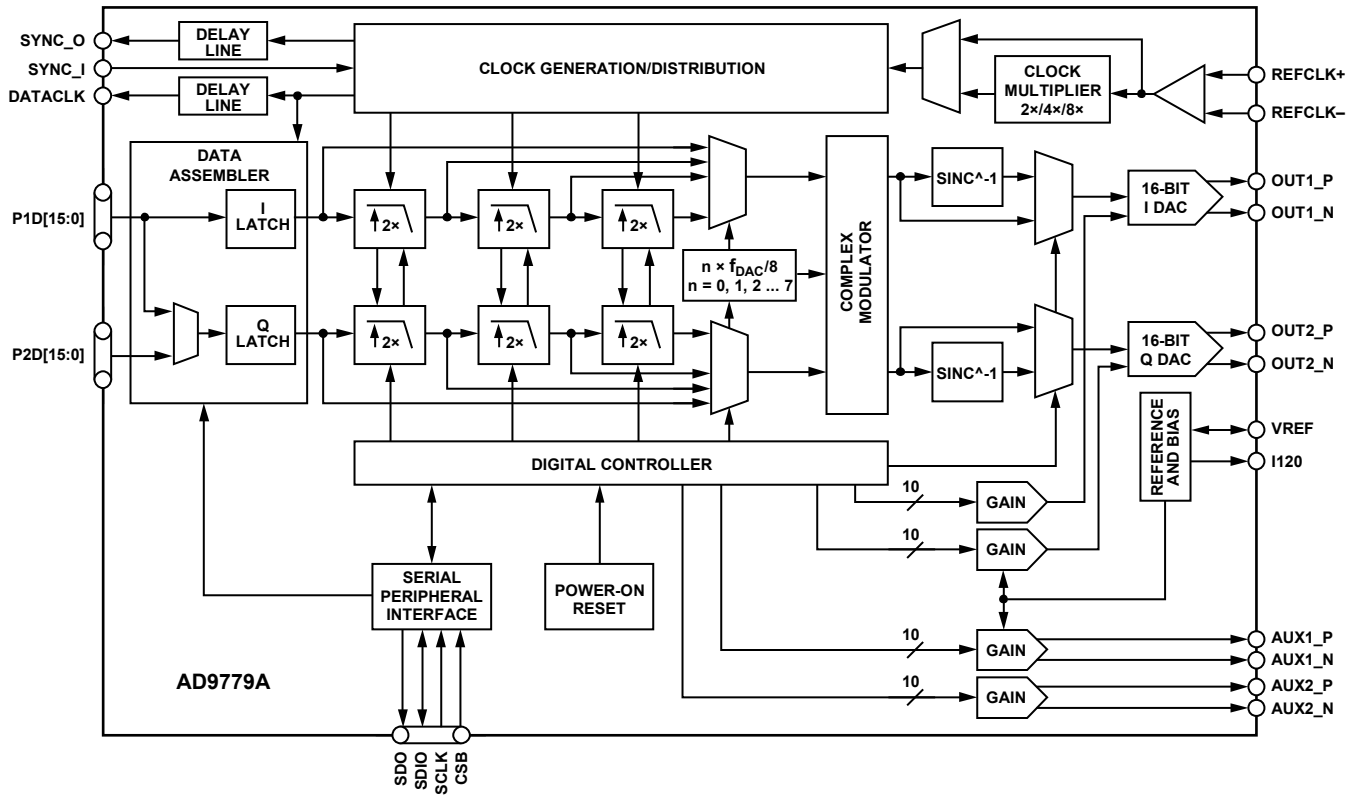 SYNC_O
SYNC_I
DATACLK
DELAY
LINE
DELAY
LINE
CLOCK GENERATION/DISTRIBUTION
CLOCK
MULTIPLIER
2×/4×/8×
REFCLK+
REFCLK–
DATA
ASSEMBLER
P1D[15:0]
I
LATCH
2×
2×
2×
n × fDAC/8
n = 0, 1, 2 ... 7
COMPLEX
MODULATOR
SINC^-1
16-BIT
I DAC
OUT1_P
OUT1_N
P2D[15:0]
Q
LATCH
2×
2×
2×
SINC^-1
16-BIT
Q DAC
OUT2_P
OUT2_N
REFERENCE
AND BIAS
VREF
I120
DIGITAL CONTROLLER
10
GAIN
10
GAIN
SERIAL
PERIPHERAL
INTERFACE
POWER-ON
RESET
10
GAIN
AUX1_P
AUX1_N
10
GAIN
AUX2_P
AUX2_N
AD9779A
SDO
SDIO
SCLK
CSB